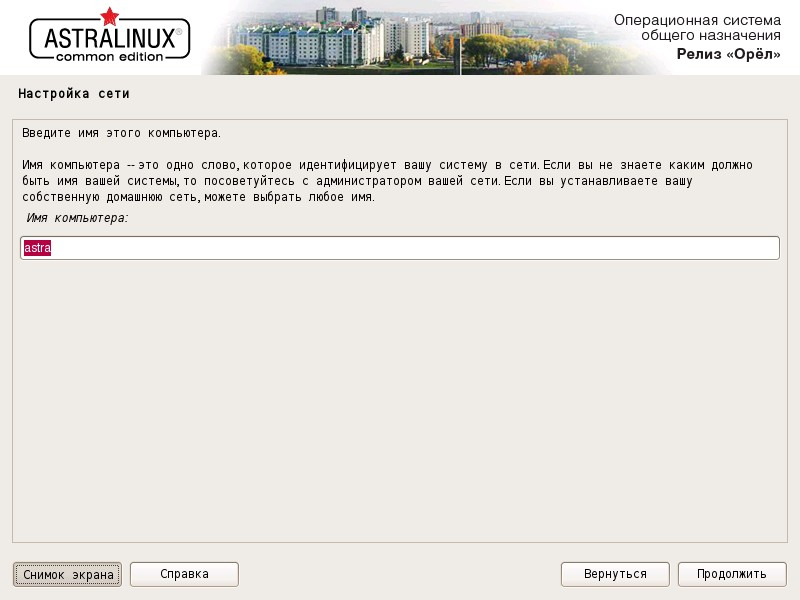 ASTRALINUX®
common edition
Операционная система
общего назначения
Релиз «Орёл»
Настройка сети
Введите имя этого компьютера.
Имя компьютера -- это одно слово, которое идентифицирует вашу систему в сети. Если вы не знаете каким должно
быть имя вашей системы, то посоветуйтесь с администратором вашей сети. Если вы устанавливаете вашу
собственную домашнюю сеть, можете выбрать любое имя.
Имя компьютера:
astra
Снимок экрана
Справка
Вернуться
Продолжить